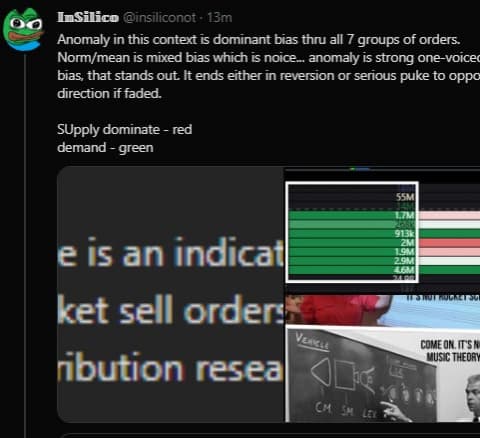 InSilico @insiliconot · 13m
Anomaly in this context is dominant bias thru all 7 groups of orders.
Norm/mean is mixed bias which is noice... anomaly is strong one-voiced
bias, that stands out. It ends either in reversion or serious puke to oppo
direction if faded.
SUpply dominate - red
demand - green
e is an indicat
ket sell orders
ribution resea
55M
1.7M
913k
2M
1.9M
2.9M
4.6M
24.9B
IT'S NOT ROCKET SC
VEHICLE
COME ON. IT'S N
MUSIC THEORY
CM SM LEV